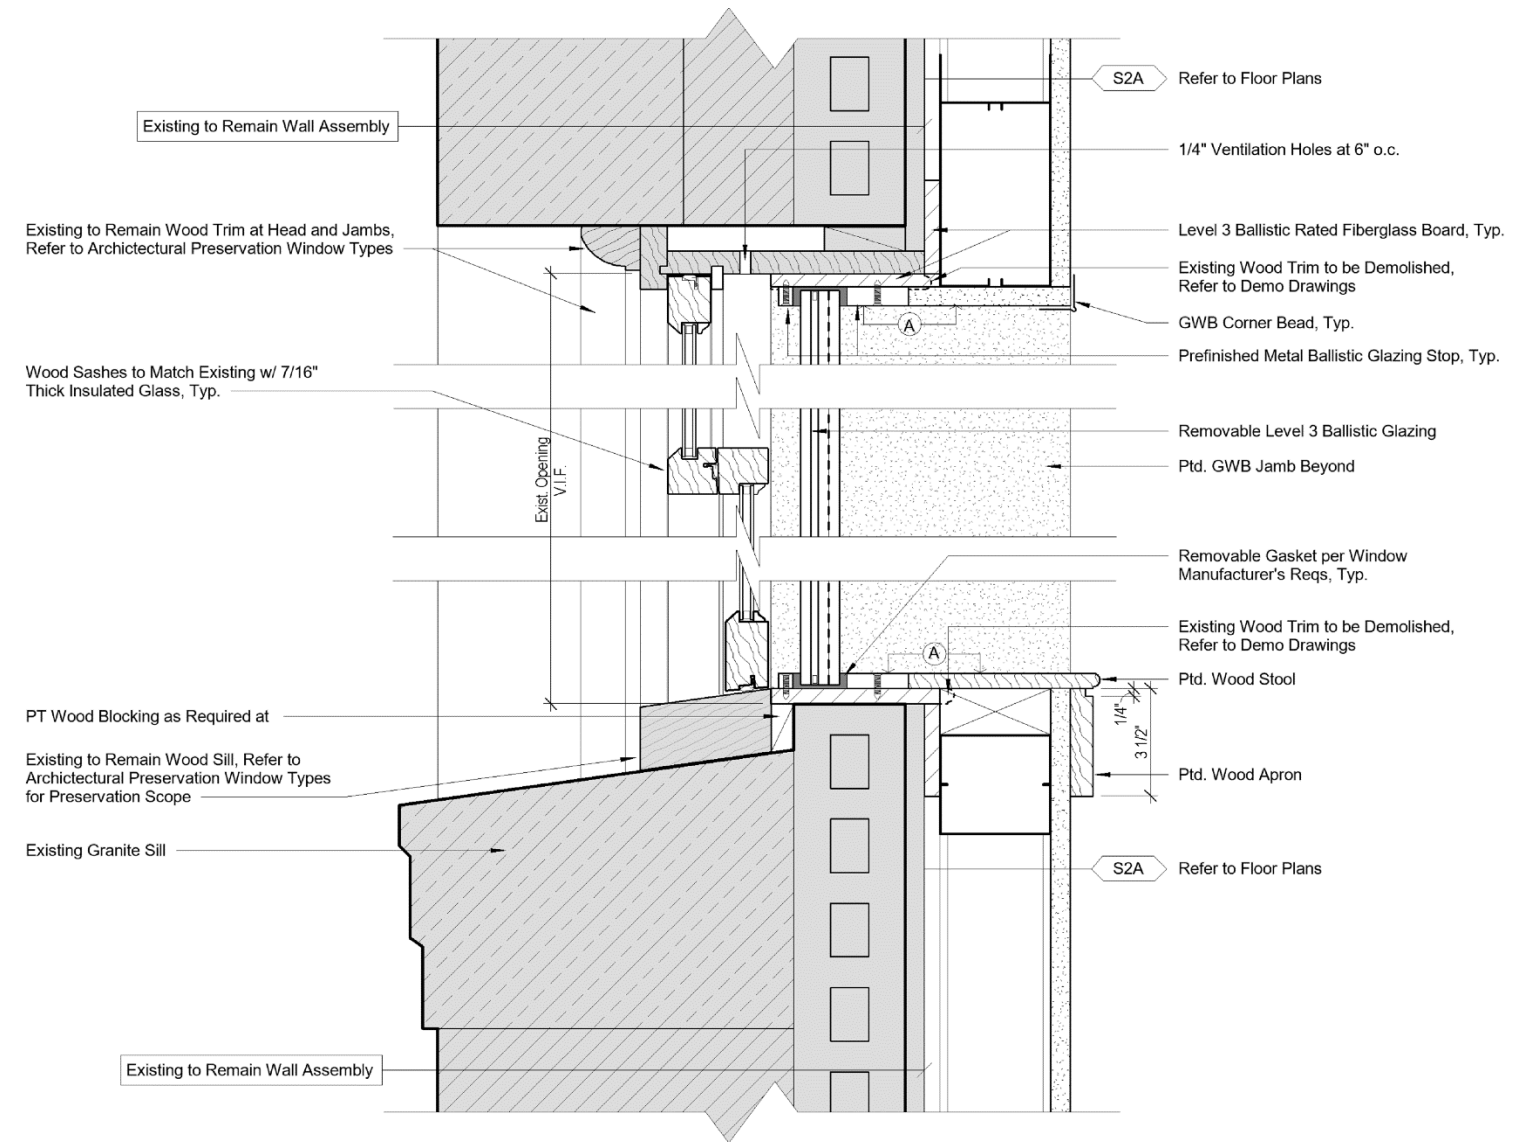 S2A
Refer to Floor Plans
Existing to Remain Wall Assembly
1/4" Ventilation Holes at 6" o.c.
Existing to Remain Wood Trim at Head and Jambs,
Refer to Archictectural Preservation Window Types
Level 3 Ballistic Rated Fiberglass Board, Typ.
Existing Wood Trim to be Demolished,
Refer to Demo Drawings
GWB Corner Bead, Typ.
A
Prefinished Metal Ballistic Glazing Stop, Typ.
Wood Sashes to Match Existing w/ 7/16"
Thick Insulated Glass, Typ.
Removable Level 3 Ballistic Glazing
Ptd. GWB Jamb Beyond
Exist. Opening
V.I.F.
Removable Gasket per Window
Manufacturer's Reqs, Typ.
Existing Wood Trim to be Demolished,
Refer to Demo Drawings
A
Ptd. Wood Stool
1/4"
3 1/2"
PT Wood Blocking as Required at
Existing to Remain Wood Sill, Refer to
Archictectural Preservation Window Types
for Preservation Scope
Ptd. Wood Apron
Existing Granite Sill
S2A
Refer to Floor Plans
Existing to Remain Wall Assembly